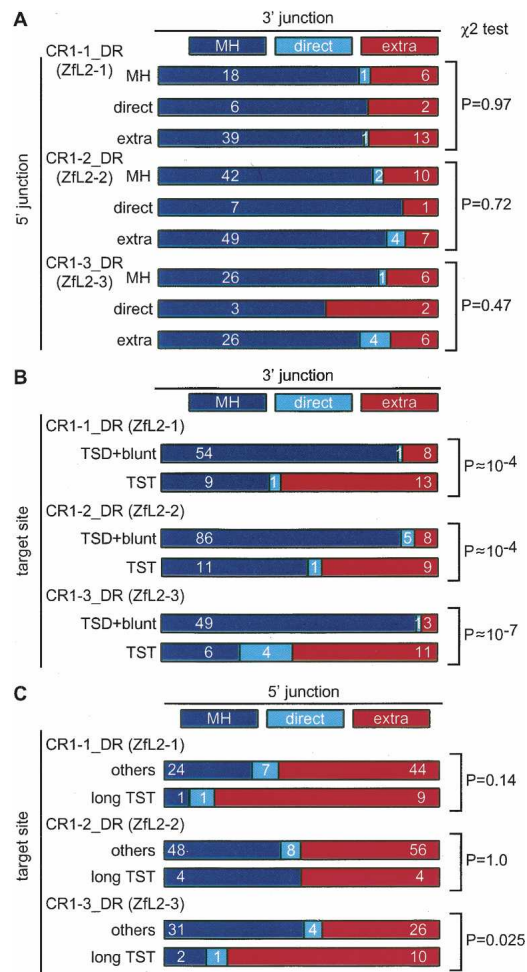 A
3' junction
MH direct extra
χ2 test
CR1-1_DR
(ZfL2-1)
MH 18 1 6
direct 6 2
extra 39 1 13
P=0.97
CR1-2_DR
(ZfL2-2)
MH 42 2 10
direct 7 1
extra 49 4 7
P=0.72
CR1-3_DR
(ZfL2-3)
MH 26 1 6
direct 3 2
extra 26 4 6
P=0.47
5' junction
B
3' junction
MH direct extra
CR1-1_DR (ZfL2-1)
TSD+blunt 54 1 8
TST 9 1 13
P≈10-4
CR1-2_DR (ZfL2-2)
TSD+blunt 86 5 8
TST 11 1 9
P≈10-4
CR1-3_DR (ZfL2-3)
TSD+blunt 49 1 3
TST 6 4 11
P≈10-7
target site
C
5' junction
MH direct extra
CR1-1_DR (ZfL2-1)
others 24 7 44
long TST 1 1 9
P=0.14
CR1-2_DR (ZfL2-2)
others 48 8 56
long TST 4 4
P=1.0
CR1-3_DR (ZfL2-3)
others 31 4 26
long TST 2 1 10
P=0.025
target site